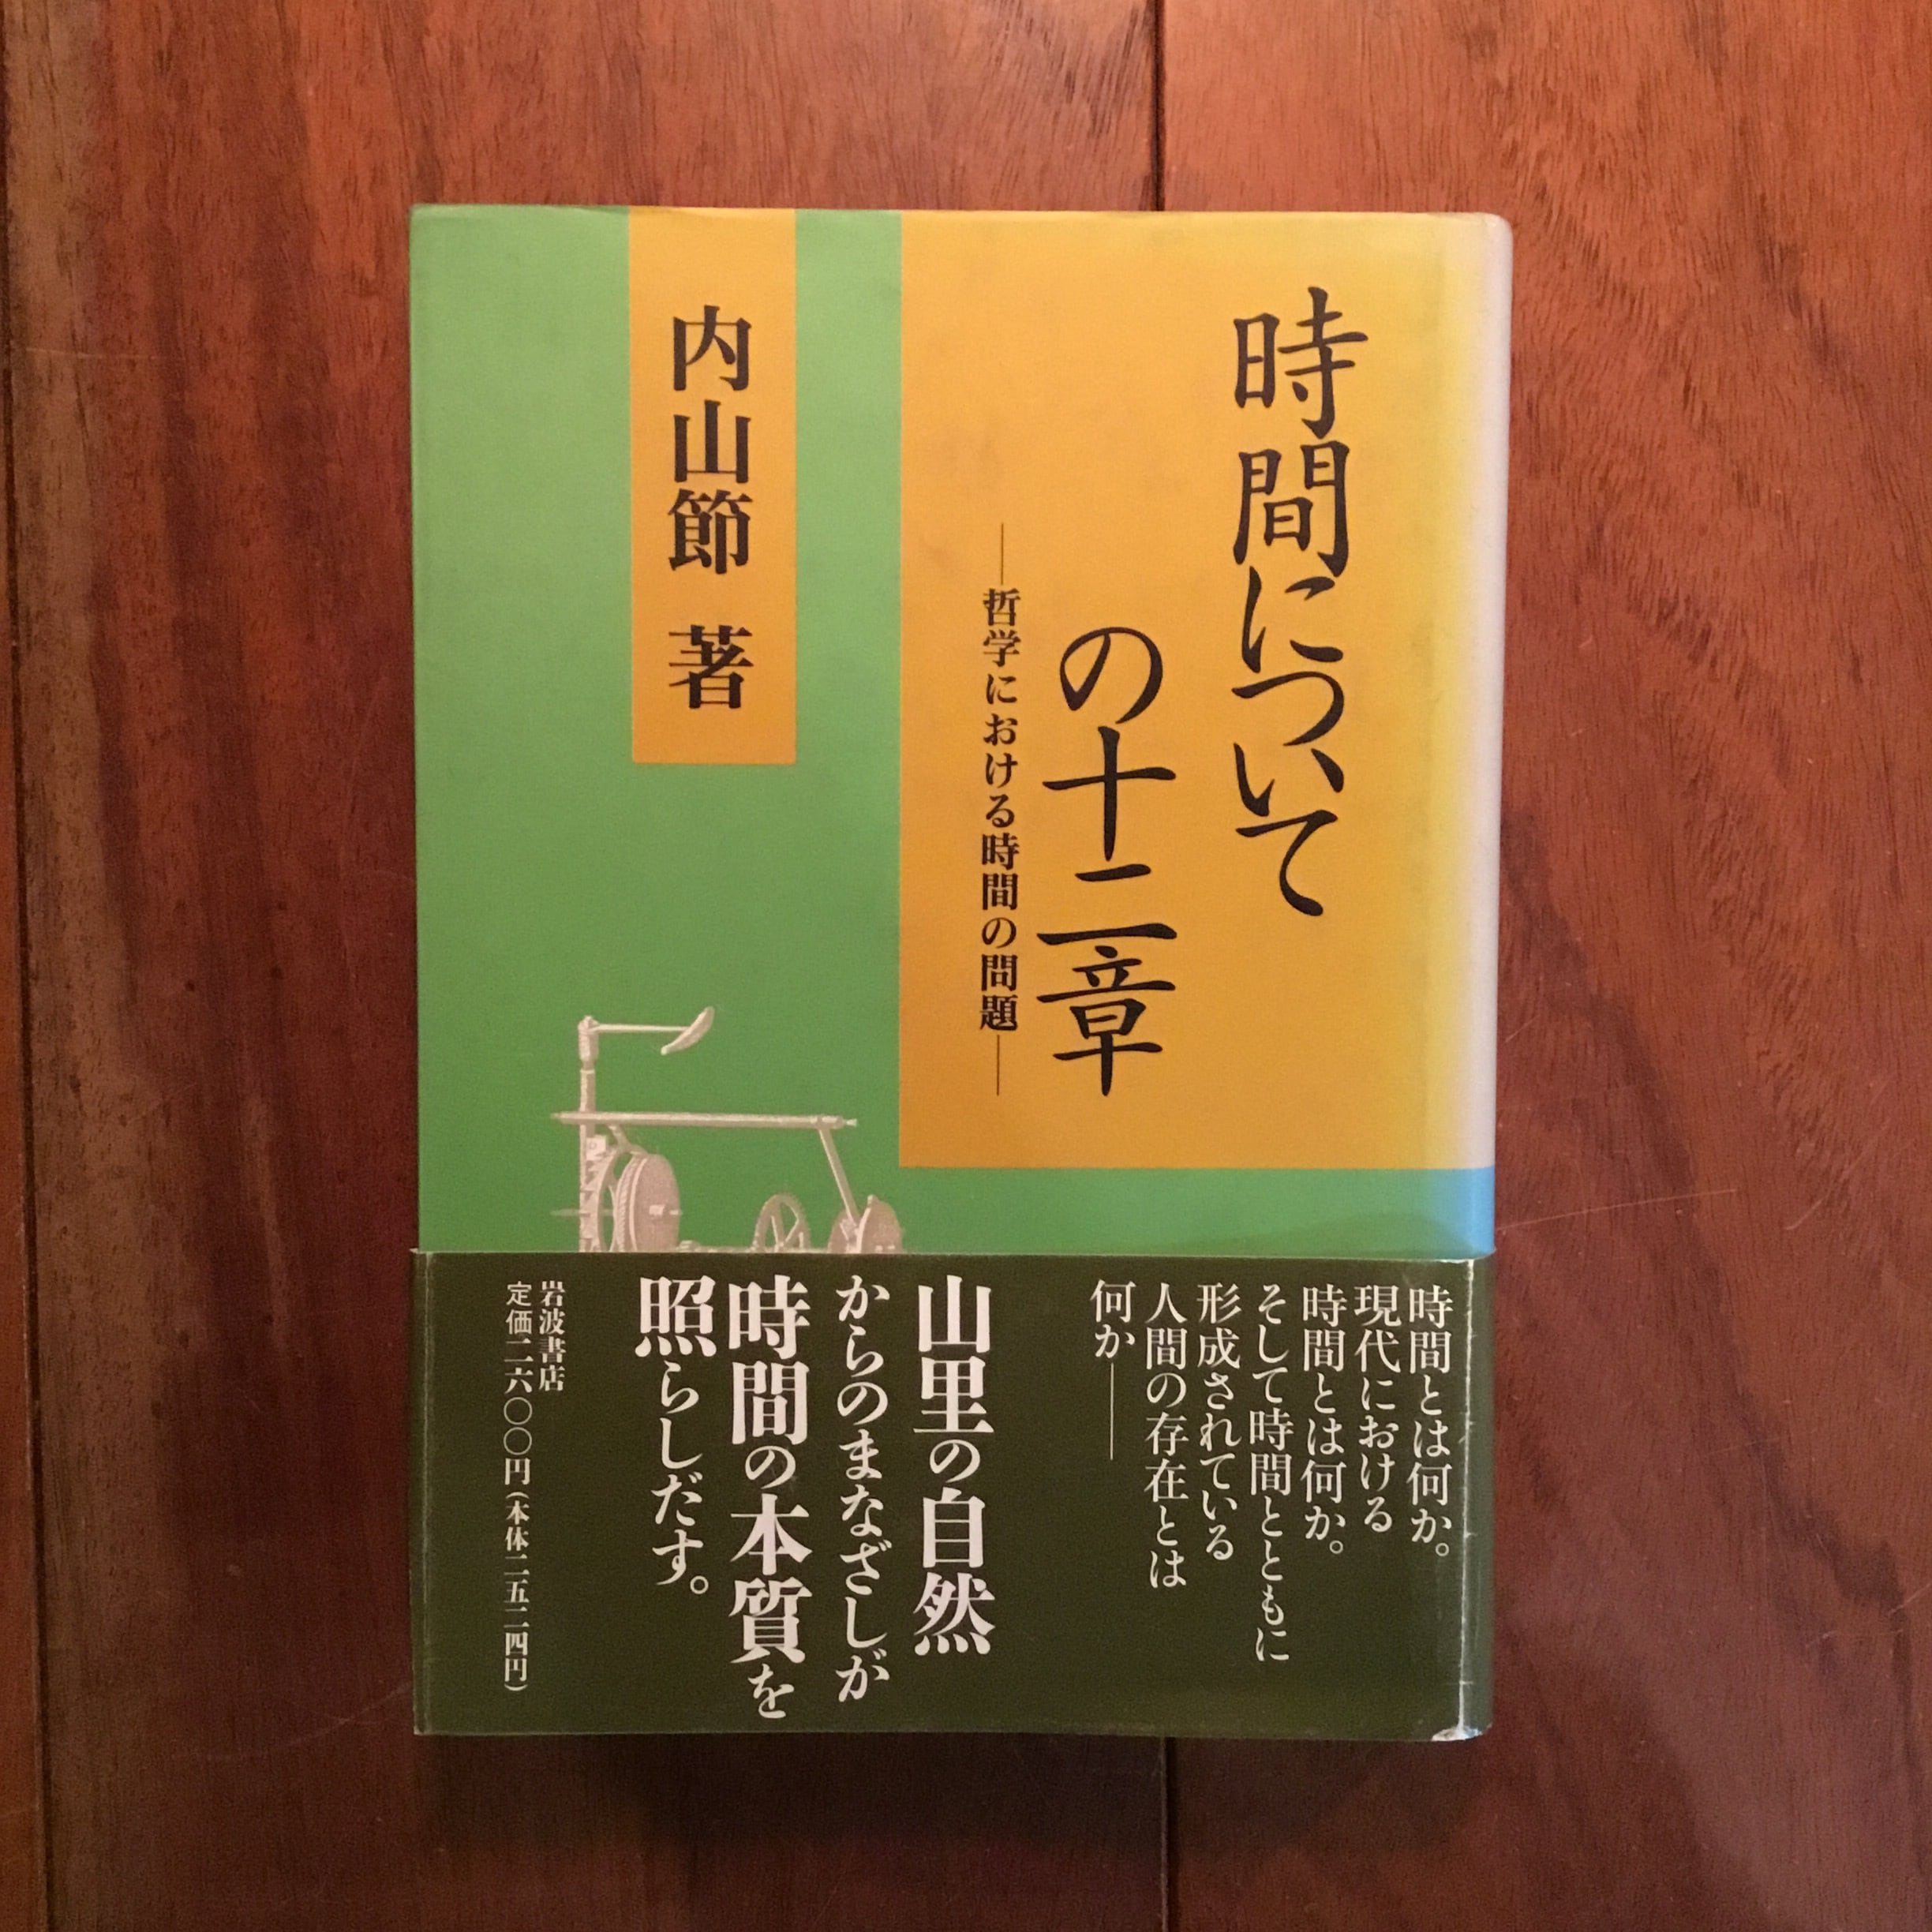 時間について
の十二章
――哲学における時間の問題――
内山節 著
時間とは何か。
現代における
時間とは何か。
そして時間とともに
形成されている
人間の存在とは
何か――
山里の自然
からのまなざしが
時間の本質を
照らしだす。
岩波書店
定価二六〇〇円(本体二五二四円)